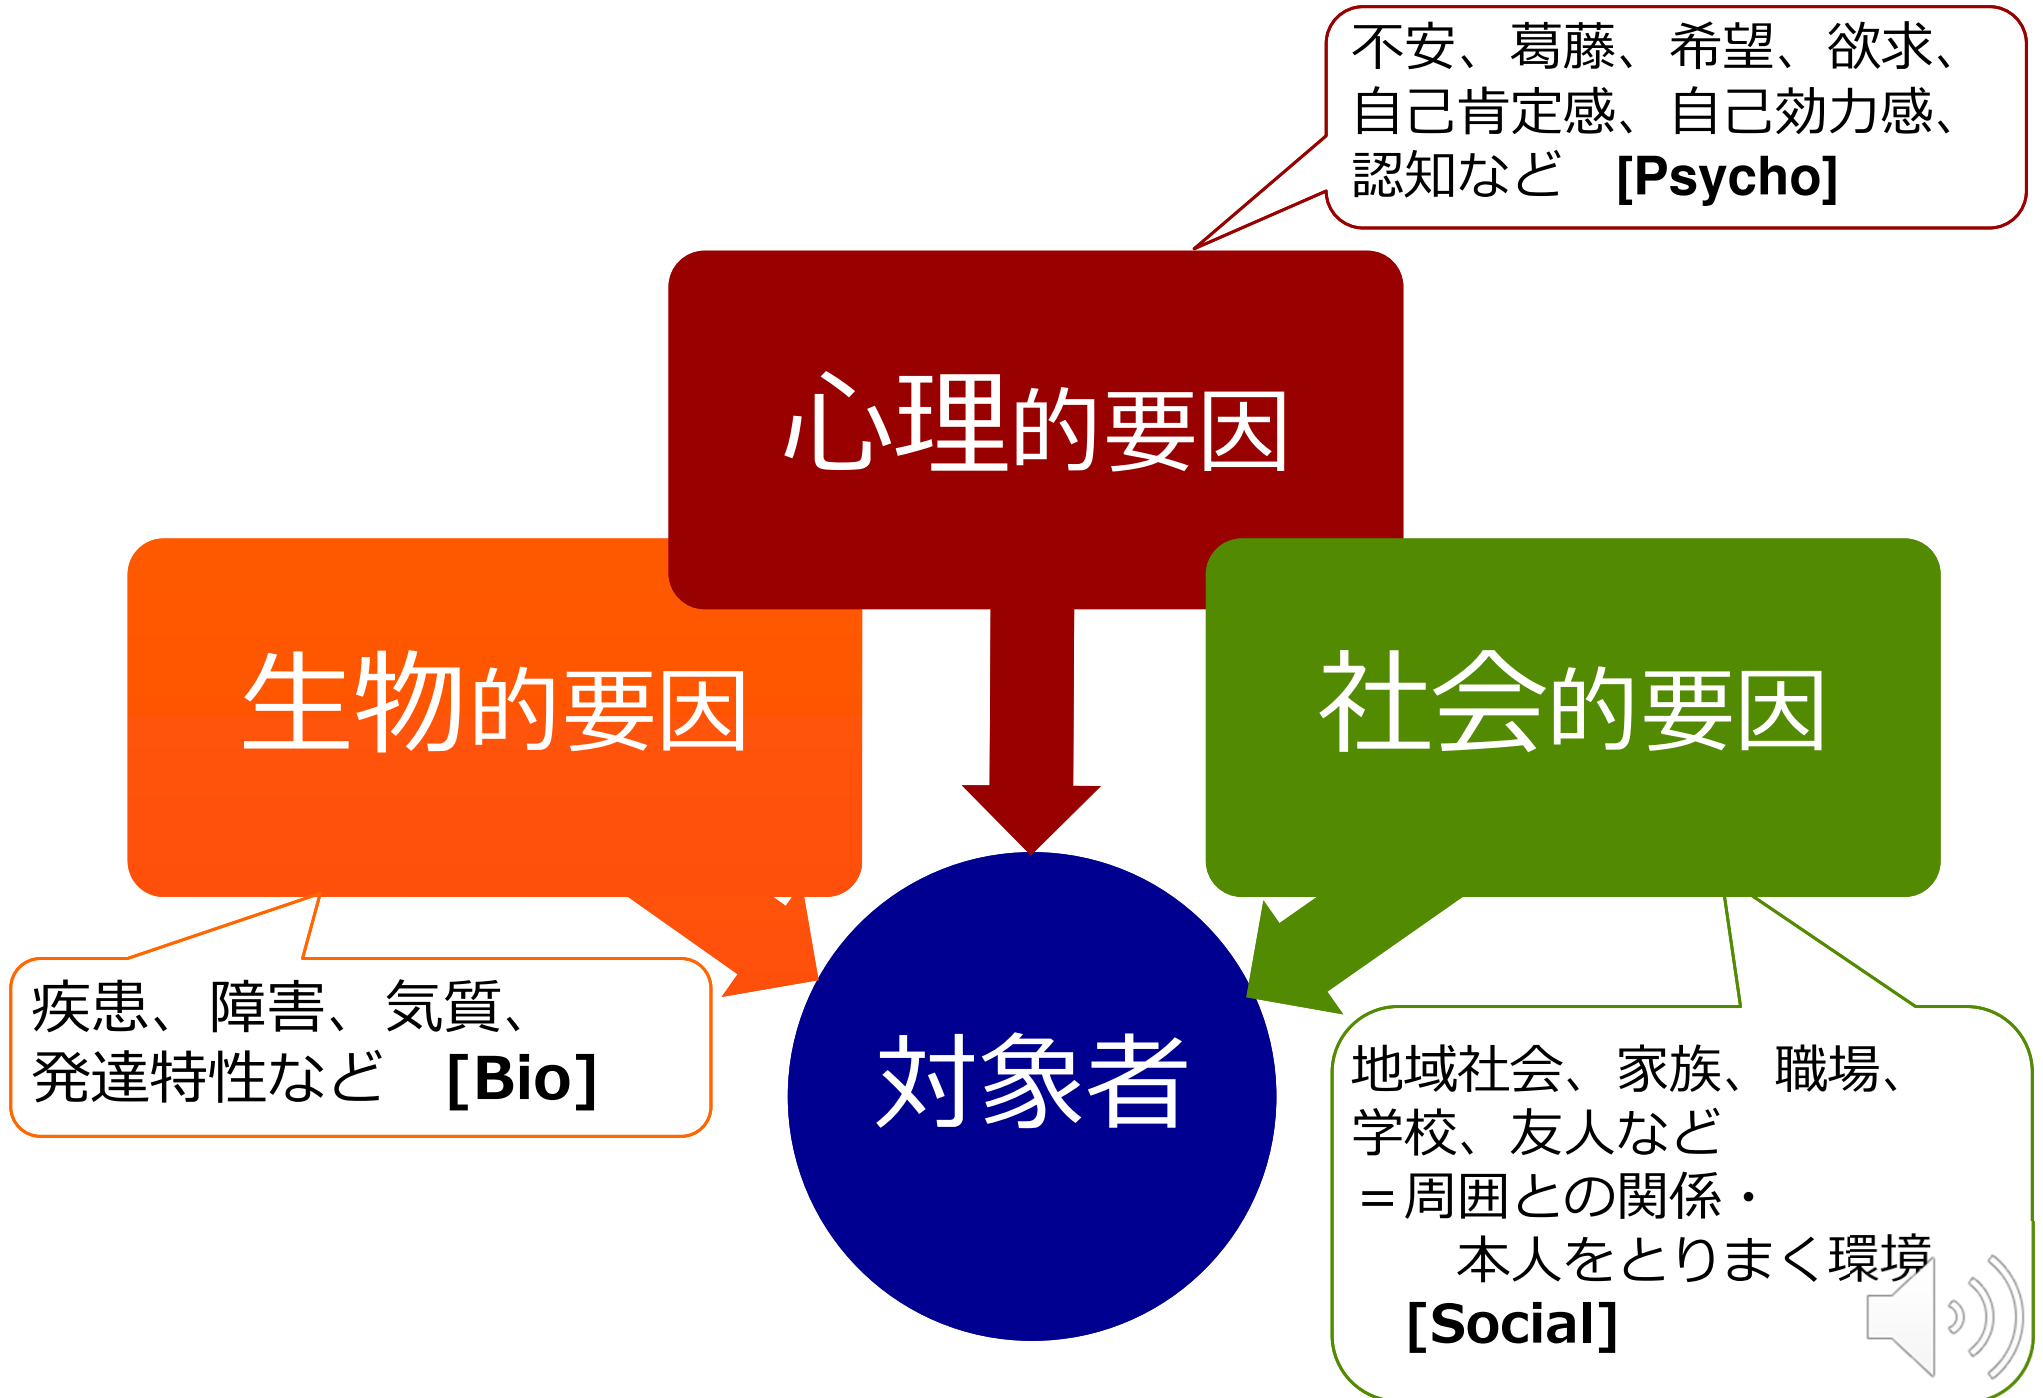 不安、葛藤、希望、欲求、
自己肯定感、自己効力感、
認知など　[Psycho]
心理的要因
生物的要因
社会的要因
疾患、障害、気質、
発達特性など　[Bio]
対象者
地域社会、家族、職場、
学校、友人など
＝周囲との関係・
本人をとりまく環境
[Social]